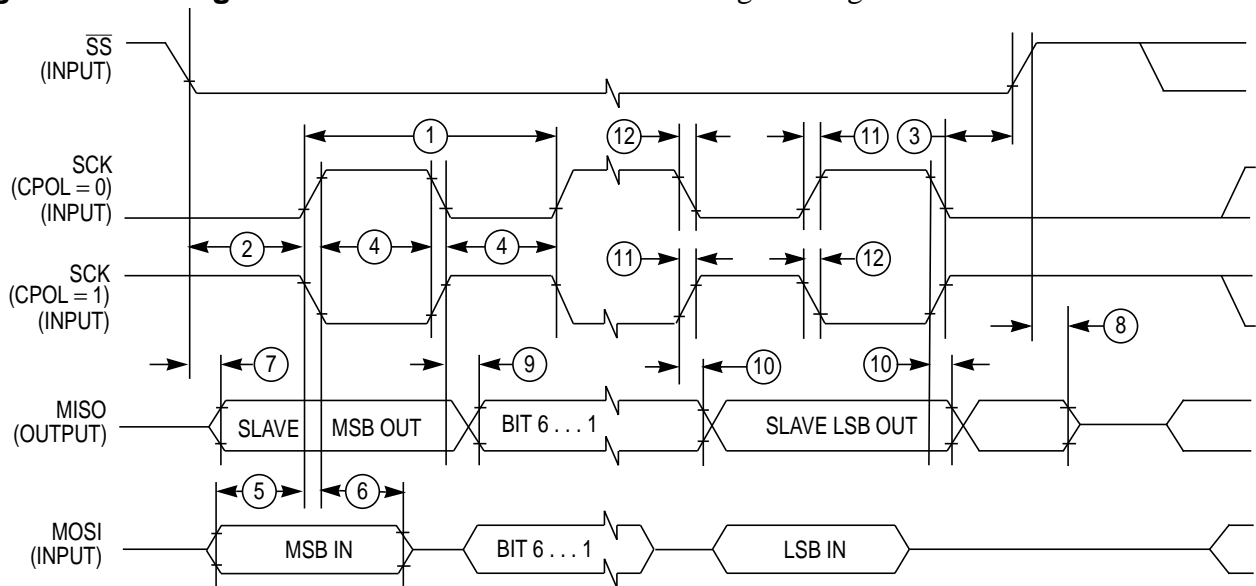 SS
(INPUT)
1
12
11
3
SCK
(CPOL = 0)
(INPUT)
2
4
4
SCK
(CPOL = 1)
(INPUT)
11
12
8
7
9
10
10
MISO
(OUTPUT)
SLAVE MSB OUT
BIT 6 . . . 1
SLAVE LSB OUT
5
6
MOSI
(INPUT)
MSB IN
BIT 6 . . . 1
LSB IN